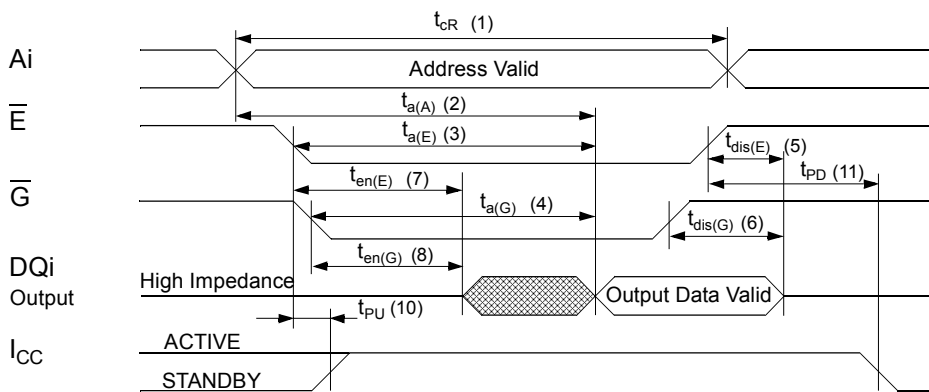 t_cR (1)
Ai
Address Valid
t_a(A) (2)
E̅
t_a(E) (3)
t_dis(E) (5)
t_en(E) (7)
t_PD (11)
G̅
t_a(G) (4)
t_dis(G) (6)
t_en(G) (8)
DQi
Output
High Impedance
Output Data Valid
t_PU (10)
I_CC
ACTIVE
STANDBY